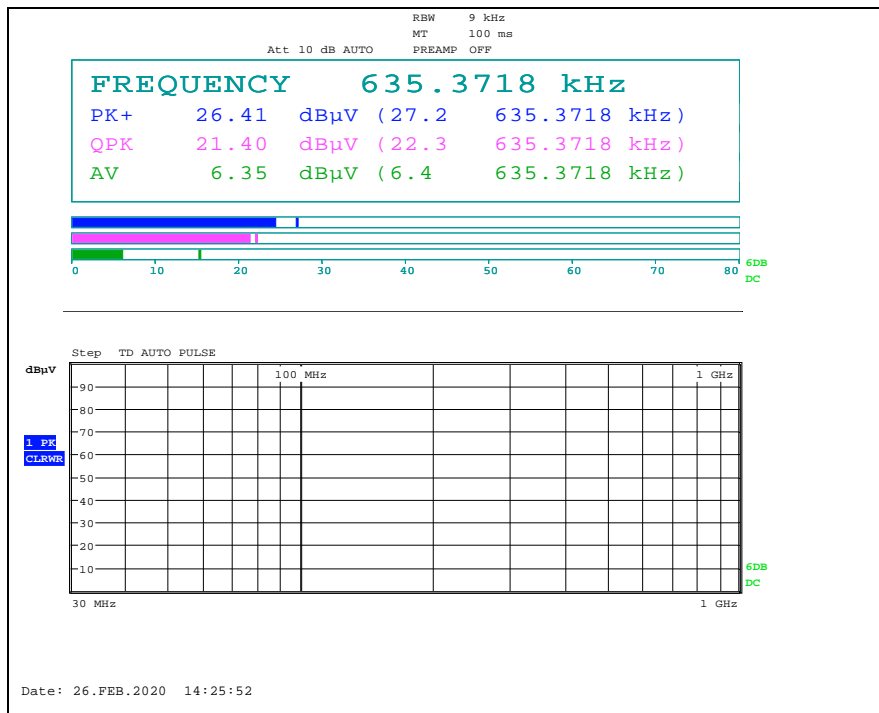 RBW 9 kHz
MT 100 ms
Att 10 dB AUTO PREAMP OFF
FREQUENCY 635.3718 kHz
PK+ 26.41 dBµV (27.2 635.3718 kHz)
QPK 21.40 dBµV (22.3 635.3718 kHz)
AV 6.35 dBµV (6.4 635.3718 kHz)
0 10 20 30 40 50 60 70 80
6DB
DC
Step TD AUTO PULSE
dBµV
100 MHz 1 GHz
90
80
70
1 PK
CLRWR
60
50
40
30
20
10
6DB
DC
30 MHz 1 GHz
Date: 26.FEB.2020 14:25:52